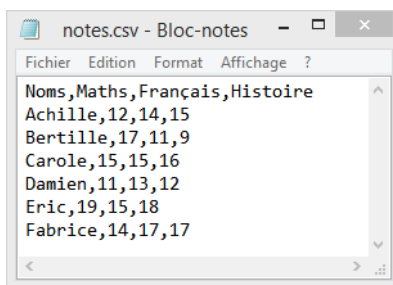 notes.csv - Bloc-notes
Fichier Edition Format Affichage ?
Noms,Maths,Français,Histoire
Achille,12,14,15
Bertille,17,11,9
Carole,15,15,16
Damien,11,13,12
Eric,19,15,18
Fabrice,14,17,17